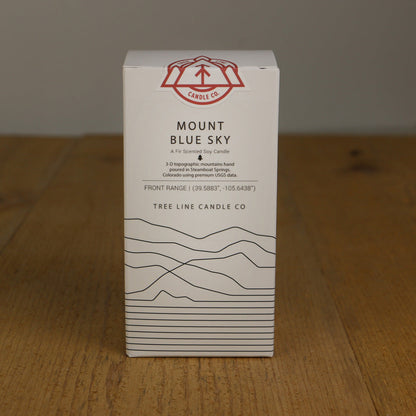 CANDLE CO.
MOUNT
BLUE SKY
A Fir Scented Soy Candle
3-D topographic mountains hand
poured in Steamboat Springs,
Colorado using premium USGS data.
FRONT RANGE | (39.5883°, -105.6438°)
TREE LINE CANDLE CO